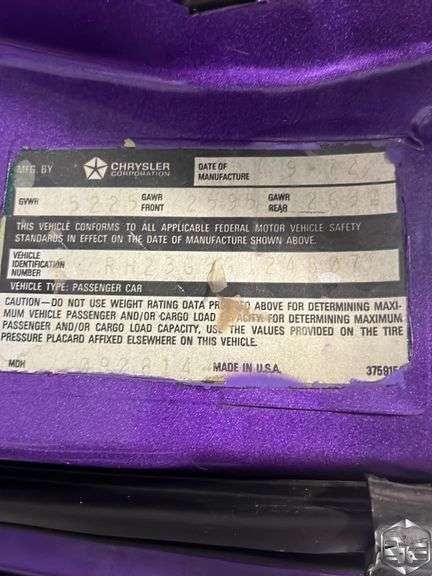 MFG. BY CHRYSLER CORPORATION DATE OF MANUFACTURE
GVWR 5225 GAWR FRONT GAWR REAR
THIS VEHICLE CONFORMS TO ALL APPLICABLE FEDERAL MOTOR VEHICLE SAFETY
STANDARDS IN EFFECT ON THE DATE OF MANUFACTURE SHOWN ABOVE.
VEHICLE IDENTIFICATION NUMBER
VEHICLE TYPE: PASSENGER CAR
CAUTION—DO NOT USE WEIGHT RATING DATA PROVIDED ABOVE FOR DETERMINING MAXI-
MUM VEHICLE PASSENGER AND/OR CARGO LOAD CAPACITY. FOR DETERMINING MAXIMUM
PASSENGER AND/OR CARGO LOAD CAPACITY, USE THE VALUES PROVIDED ON THE TIRE
PRESSURE PLACARD AFFIXED ELSEWHERE ON THIS VEHICLE.
MDH MADE IN U.S.A. 375915